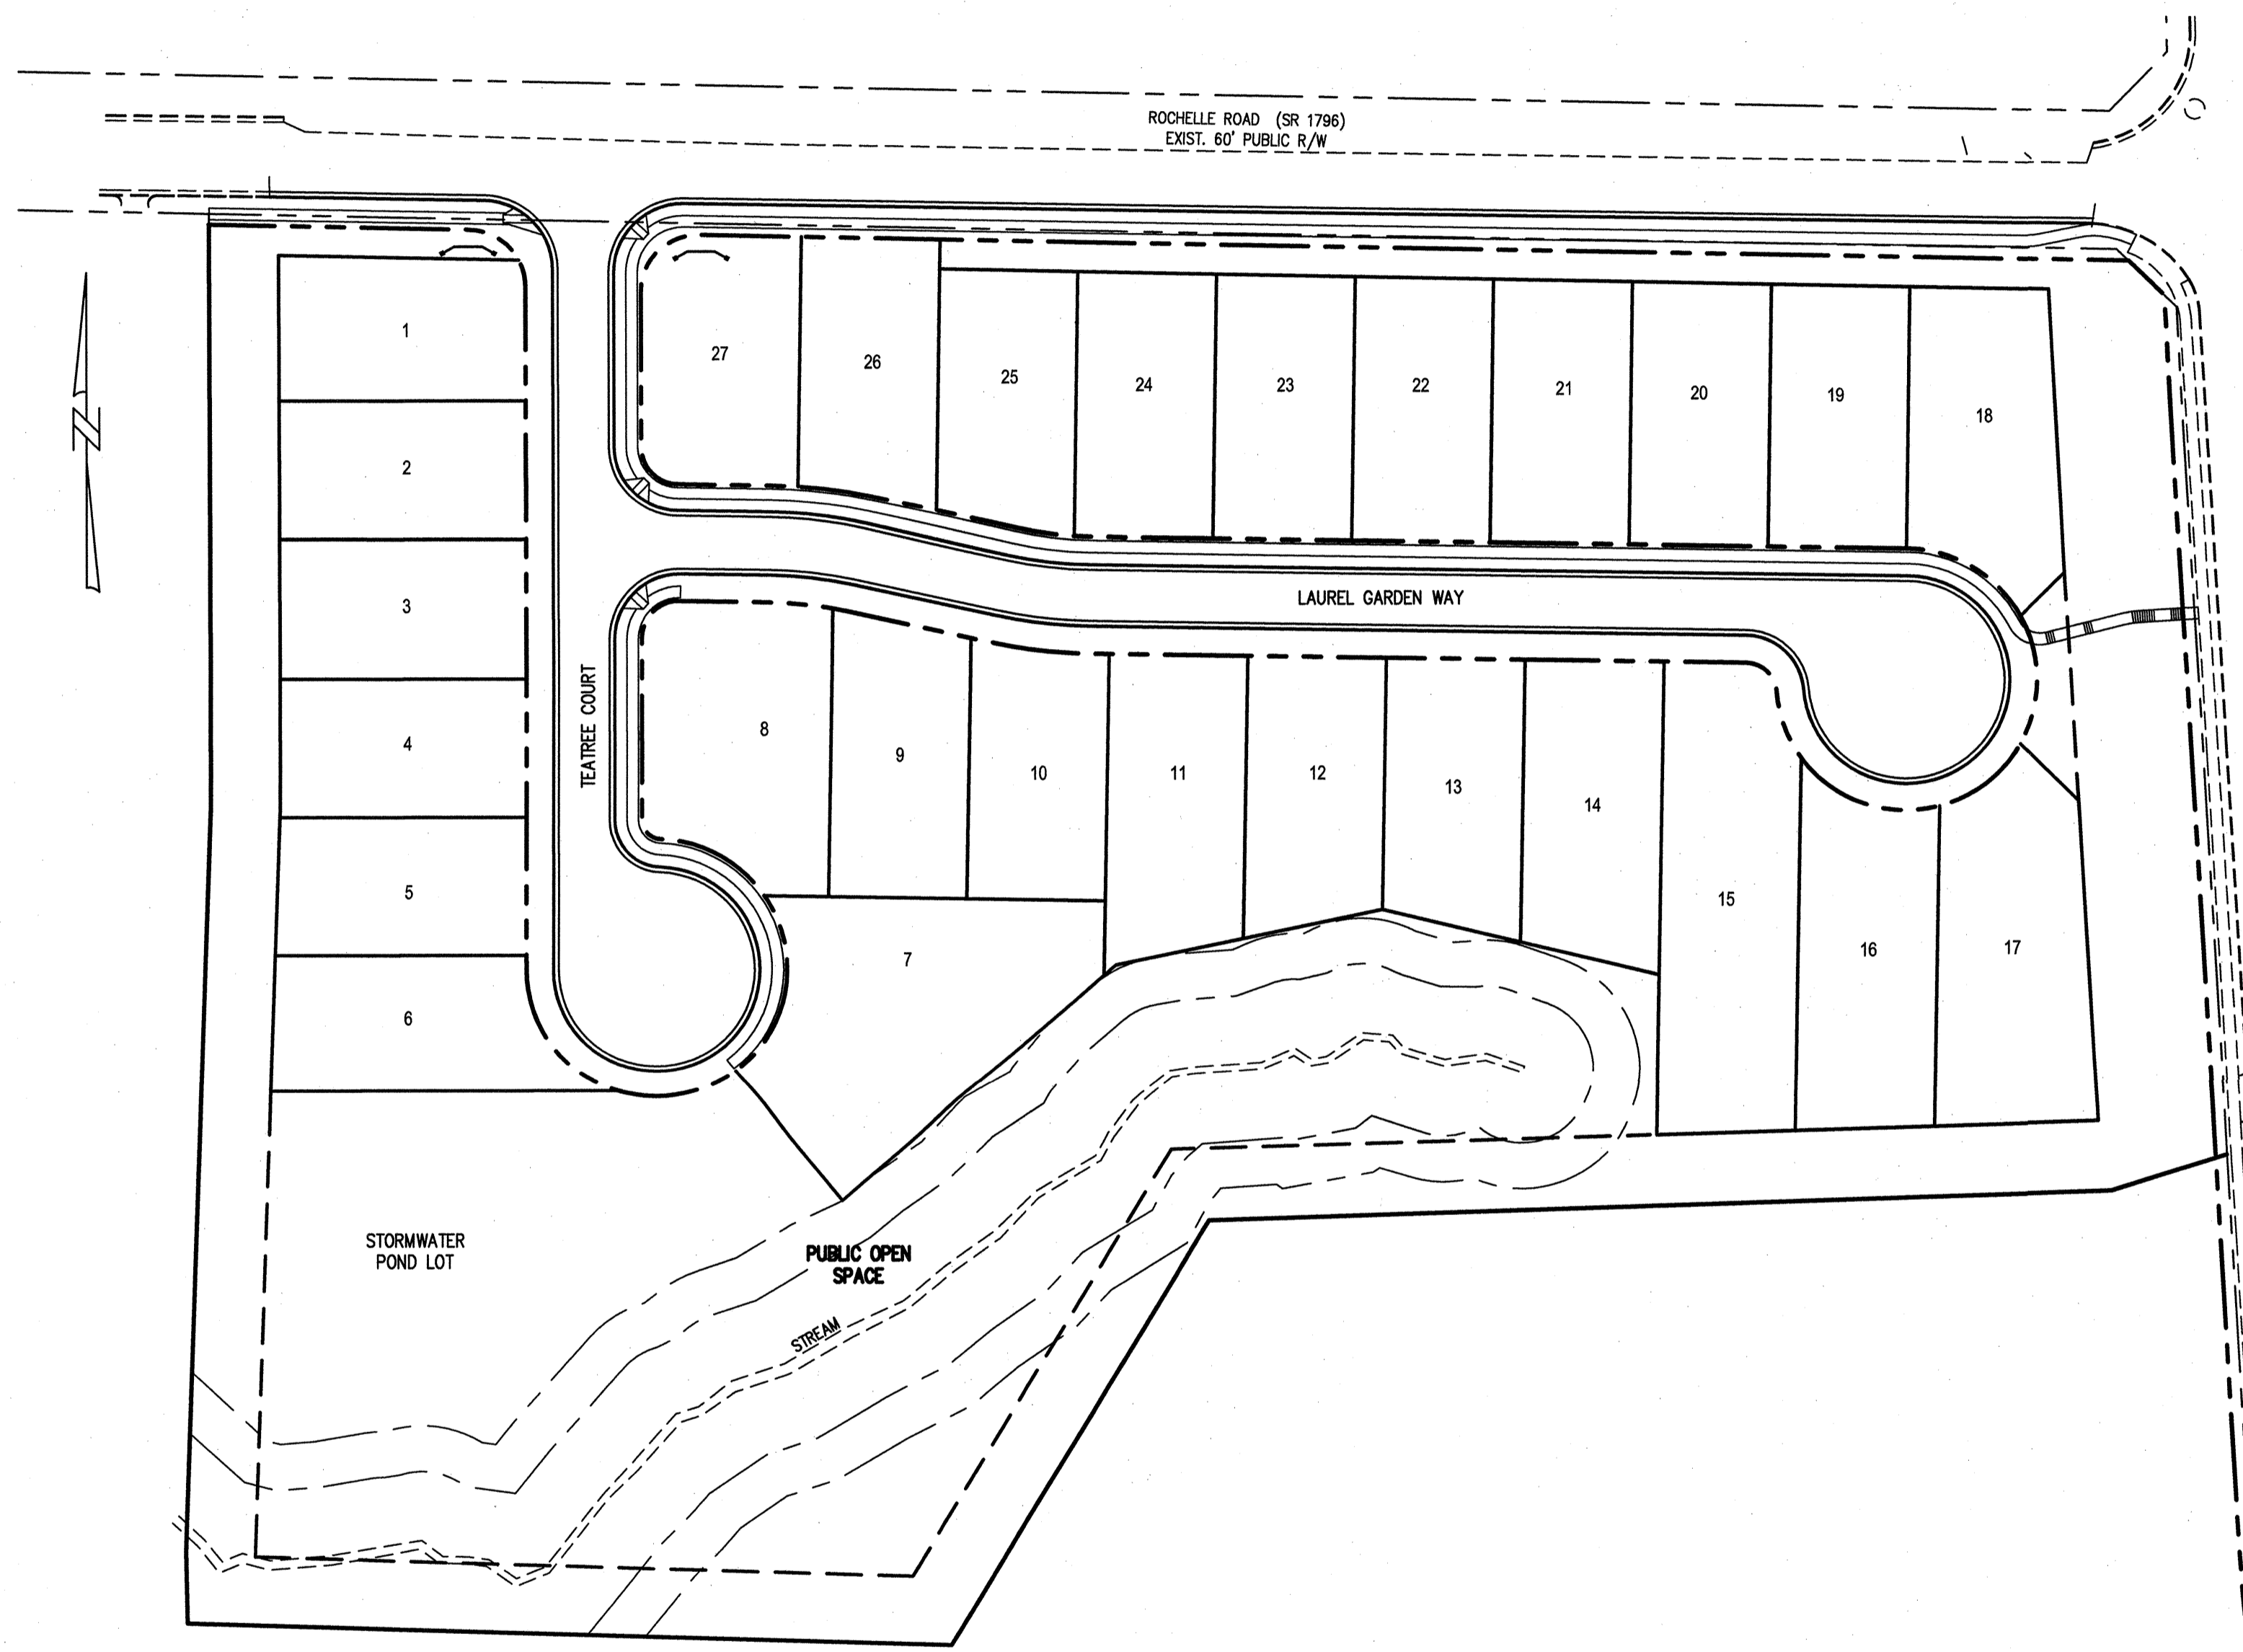 ROCHELLE ROAD (SR 1796)
EXIST. 60' PUBLIC R/W
N
1
27
26
25
24
23
22
21
20
19
18
2
3
LAUREL GARDEN WAY
TEATREE COURT
4
8
9
10
11
12
13
14
5
15
7
16
17
6
STORMWATER
POND LOT
PUBLIC OPEN
SPACE
STREAM